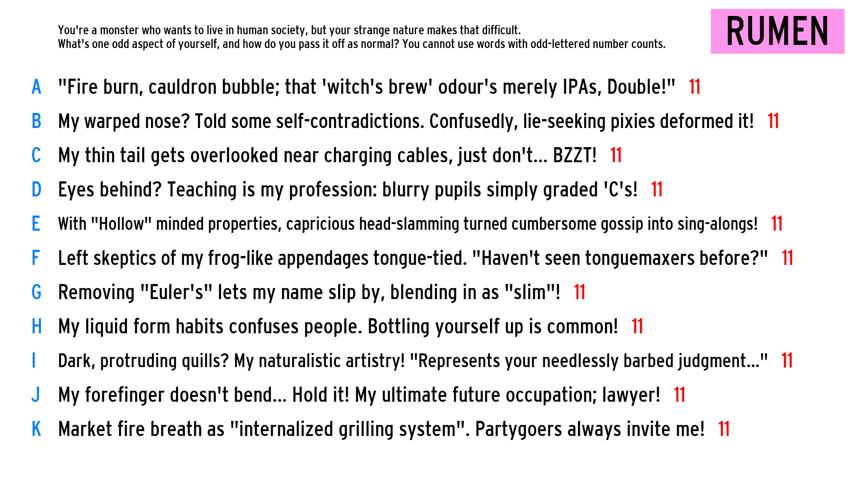 You're a monster who wants to live in human society, but your strange nature makes that difficult.
What's one odd aspect of yourself, and how do you pass it off as normal? You cannot use words with odd-lettered number counts.
RUMEN
A "Fire burn, cauldron bubble; that 'witch's brew' odour's merely IPAs, Double!" 11
B My warped nose? Told some self-contradictions. Confusedly, lie-seeking pixies deformed it! 11
C My thin tail gets overlooked near charging cables, just don't... BZZT! 11
D Eyes behind? Teaching is my profession: blurry pupils simply graded 'C's! 11
E With "Hollow" minded properties, capricious head-slamming turned cumbersome gossip into sing-alongs! 11
F Left skeptics of my frog-like appendages tongue-tied. "Haven't seen tonguemaxers before?" 11
G Removing "Euler's" lets my name slip by, blending in as "slim"! 11
H My liquid form habits confuses people. Bottling yourself up is common! 11
I Dark, protruding quills? My naturalistic artistry! "Represents your needlessly barbed judgment..." 11
J My forefinger doesn't bend... Hold it! My ultimate future occupation; lawyer! 11
K Market fire breath as "internalized grilling system". Partygoers always invite me! 11